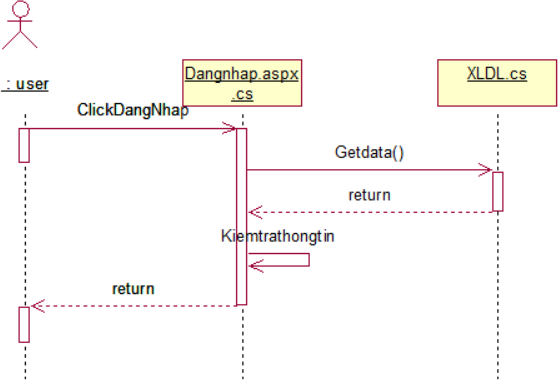 : user
Dangnhap.aspx
.cs
XLDL.cs
ClickDangNhap
Getdata()
return
Kiemtrathongtin
return